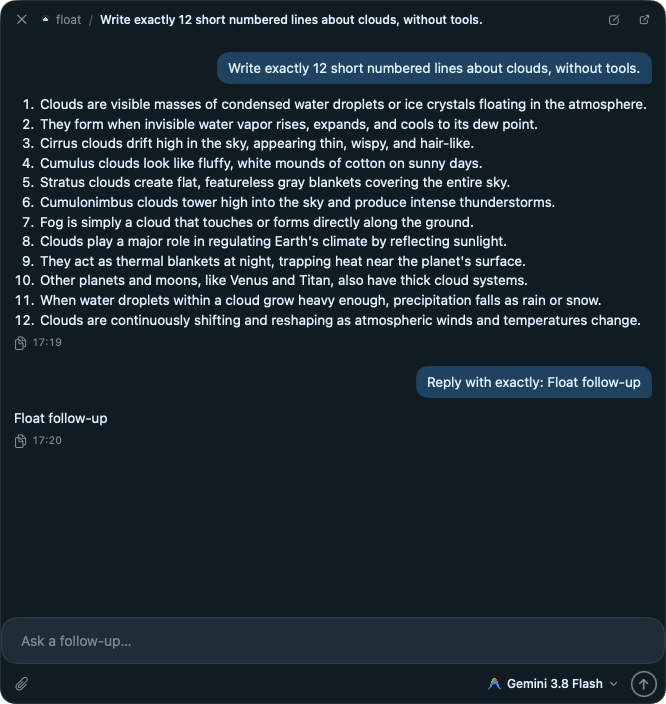 float / Write exactly 12 short numbered lines about clouds, without tools.
Write exactly 12 short numbered lines about clouds, without tools.
1. Clouds are visible masses of condensed water droplets or ice crystals floating in the atmosphere.
2. They form when invisible water vapor rises, expands, and cools to its dew point.
3. Cirrus clouds drift high in the sky, appearing thin, wispy, and hair-like.
4. Cumulus clouds look like fluffy, white mounds of cotton on sunny days.
5. Stratus clouds create flat, featureless gray blankets covering the entire sky.
6. Cumulonimbus clouds tower high into the sky and produce intense thunderstorms.
7. Fog is simply a cloud that touches or forms directly along the ground.
8. Clouds play a major role in regulating Earth's climate by reflecting sunlight.
9. They act as thermal blankets at night, trapping heat near the planet's surface.
10. Other planets and moons, like Venus and Titan, also have thick cloud systems.
11. When water droplets within a cloud grow heavy enough, precipitation falls as rain or snow.
12. Clouds are continuously shifting and reshaping as atmospheric winds and temperatures change.
17:19
Reply with exactly: Float follow-up
Float follow-up
17:20
Ask a follow-up...
Gemini 3.8 Flash